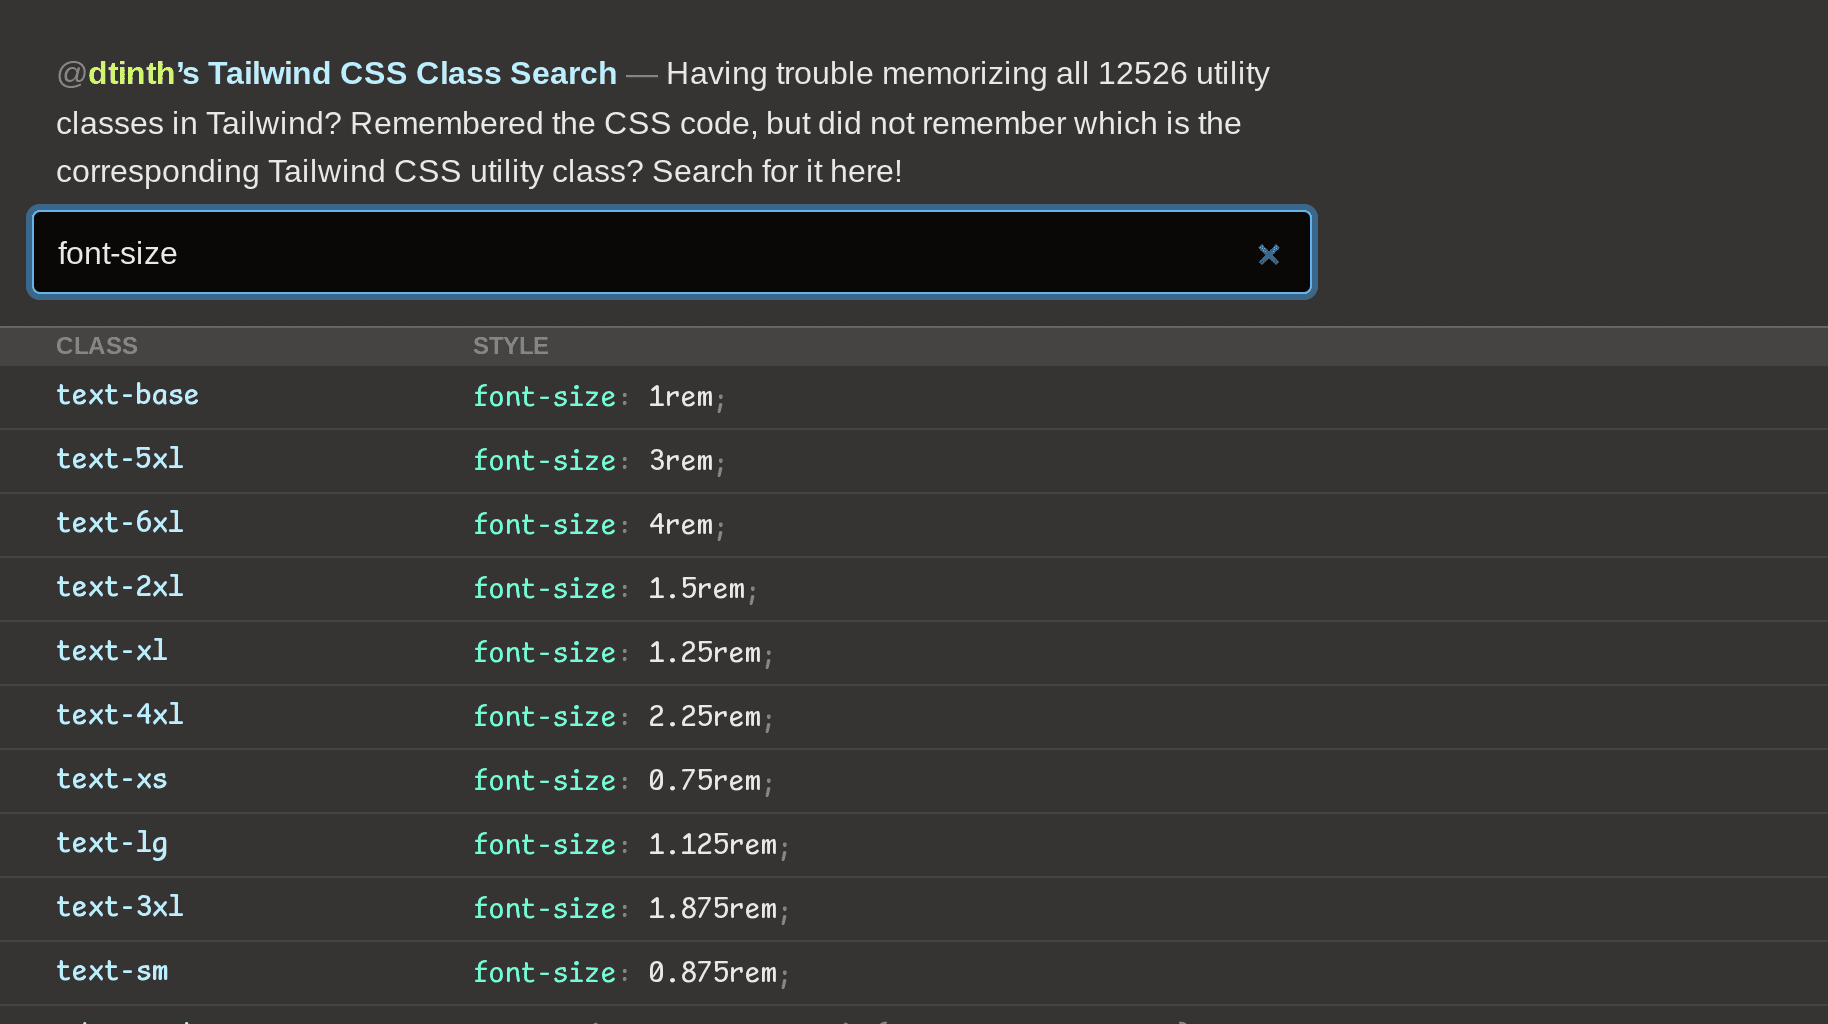 @dtinth’s Tailwind CSS Class Search — Having trouble memorizing all 12526 utility
classes in Tailwind? Remembered the CSS code, but did not remember which is the
corresponding Tailwind CSS utility class? Search for it here!
font-size
CLASS STYLE
text-base font-size: 1rem;
text-5xl font-size: 3rem;
text-6xl font-size: 4rem;
text-2xl font-size: 1.5rem;
text-xl font-size: 1.25rem;
text-4xl font-size: 2.25rem;
text-xs font-size: 0.75rem;
text-lg font-size: 1.125rem;
text-3xl font-size: 1.875rem;
text-sm font-size: 0.875rem;